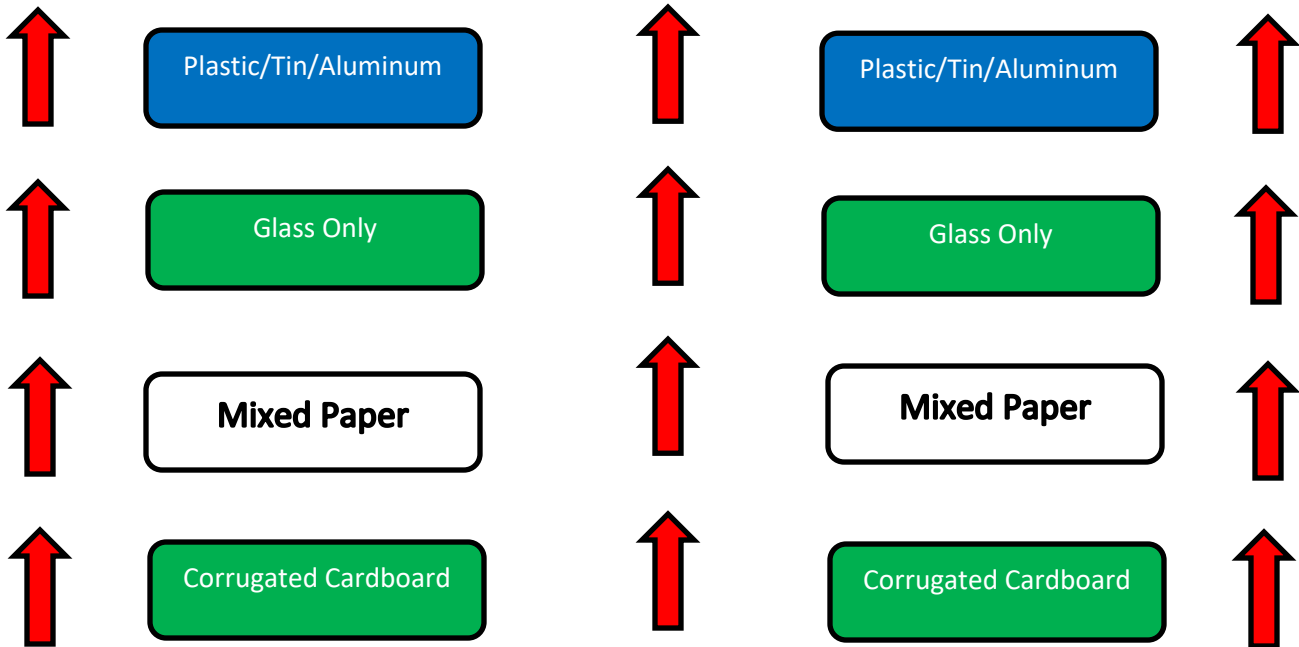 Plastic/Tin/Aluminum
Plastic/Tin/Aluminum
Glass Only
Glass Only
Mixed Paper
Mixed Paper
Corrugated Cardboard
Corrugated Cardboard